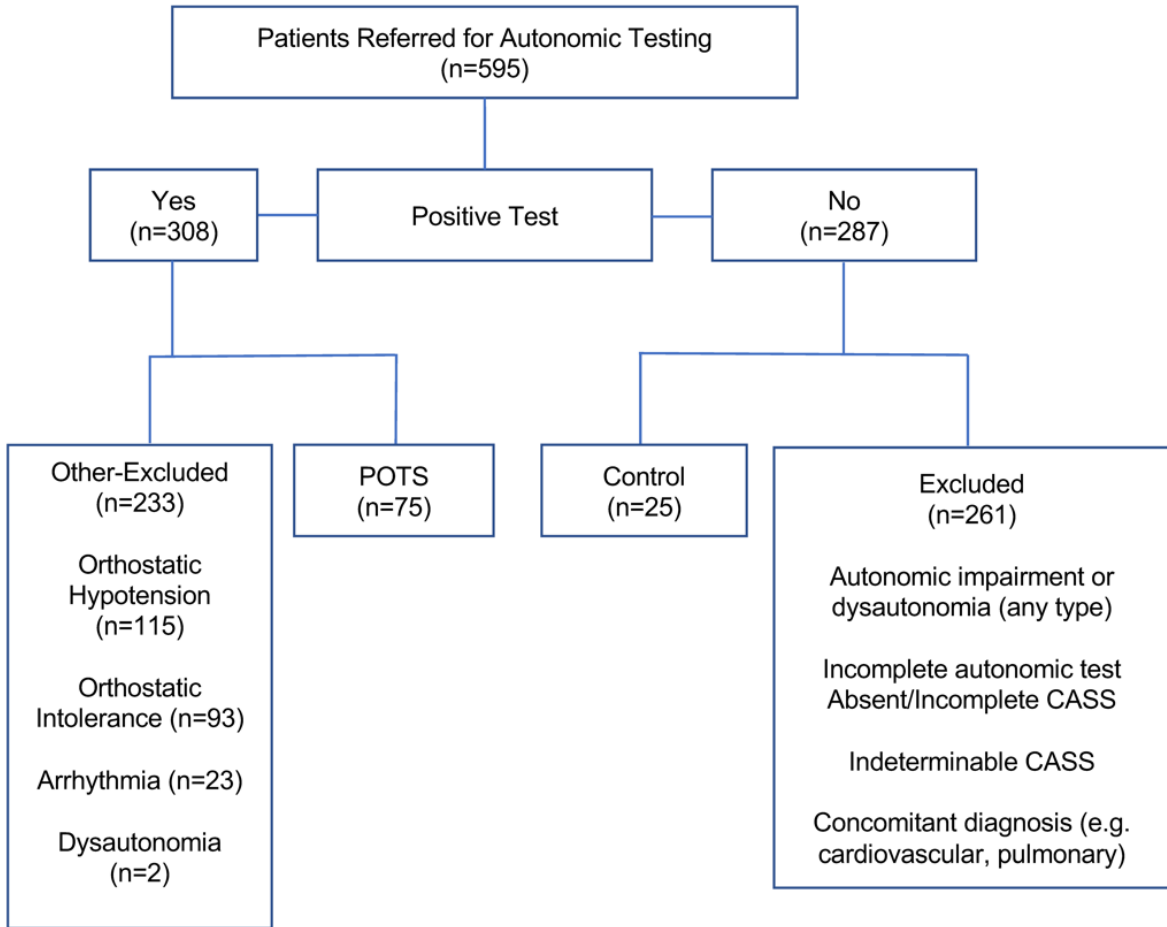 Patients Referred for Autonomic Testing
(n=595)
Yes
(n=308)
Positive Test
No
(n=287)
Other-Excluded
(n=233)
Orthostatic
Hypotension
(n=115)
Orthostatic
Intolerance (n=93)
Arrhythmia (n=23)
Dysautonomia
(n=2)
POTS
(n=75)
Control
(n=25)
Excluded
(n=261)
Autonomic impairment or
dysautonomia (any type)
Incomplete autonomic test
Absent/Incomplete CASS
Indeterminable CASS
Concomitant diagnosis (e.g.
cardiovascular, pulmonary)